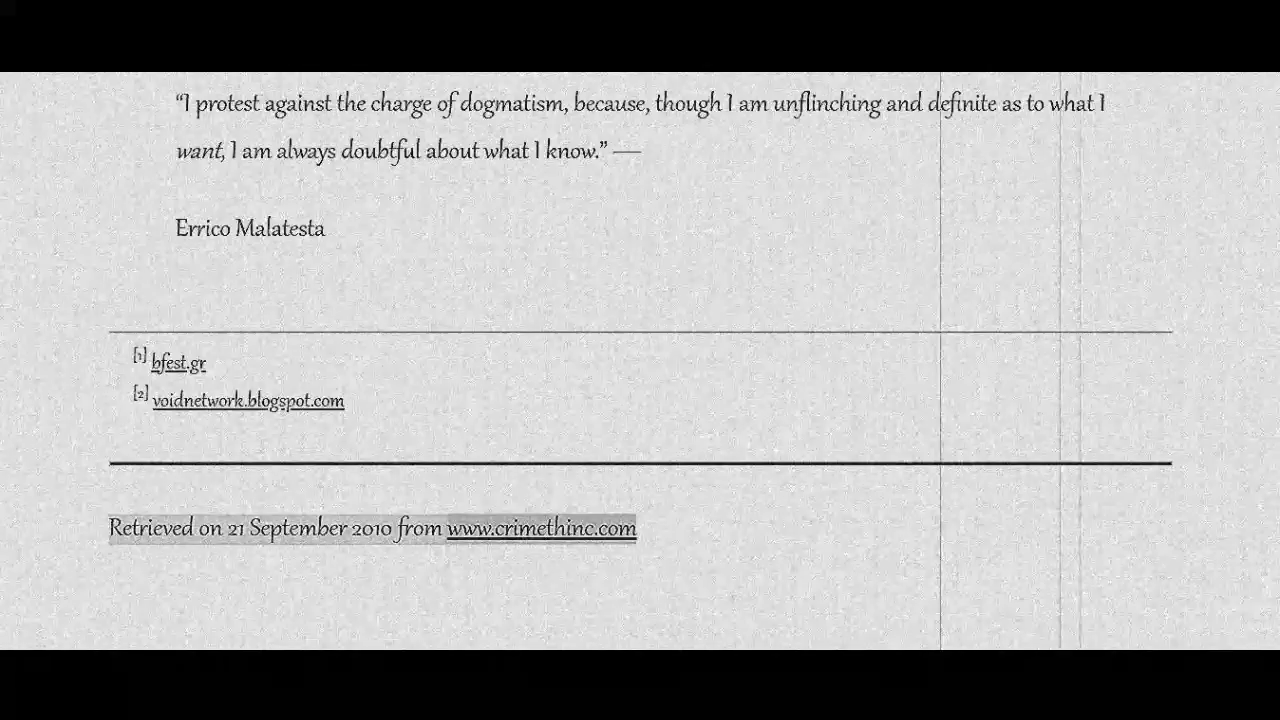 “I protest against the charge of dogmatism, because, though I am unflinching and definite as to what I
want, I am always doubtful about what I know.” —
Errico Malatesta
[1] bfest.gr
[2] voidnetwork.blogspot.com
Retrieved on 21 September 2010 from www.crimethinc.com